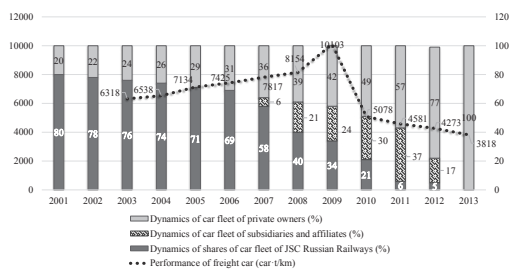 12000 120
10103
10000 100
20 22 24 26 29 31 36 8154 39 42 49 57 77 100
8000 7134 7425 7817 80
6318 6538
6 21 24 5078 4581 4273
6000 60
30 37 17 3818
4000 80 78 76 74 71 69 58 40 34 21 6 5 40
2000 20
0 0
2001 2002 2003 2004 2005 2006 2007 2008 2009 2010 2011 2012 2013
Dynamics of car fleet of private owners (%)
Dynamics of car fleet of subsidiaries and affiliates (%)
Dynamics of shares of car fleet of JSC Russian Railways (%)
Performance of freight car (car·t/km)